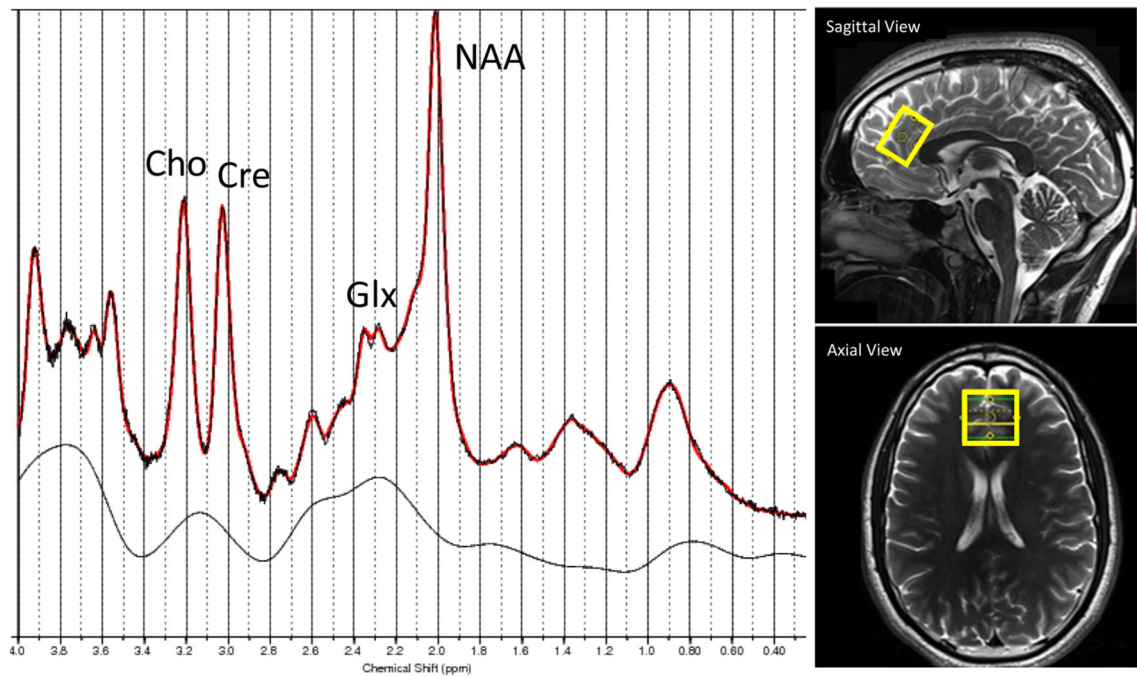 NAA
Cho
Cre
Glx
4.0 3.8 3.6 3.4 3.2 3.0 2.8 2.6 2.4 2.2 2.0 1.8 1.6 1.4 1.2 1.0 0.80 0.60 0.40
Chemical Shift (ppm)
Sagittal View
Axial View